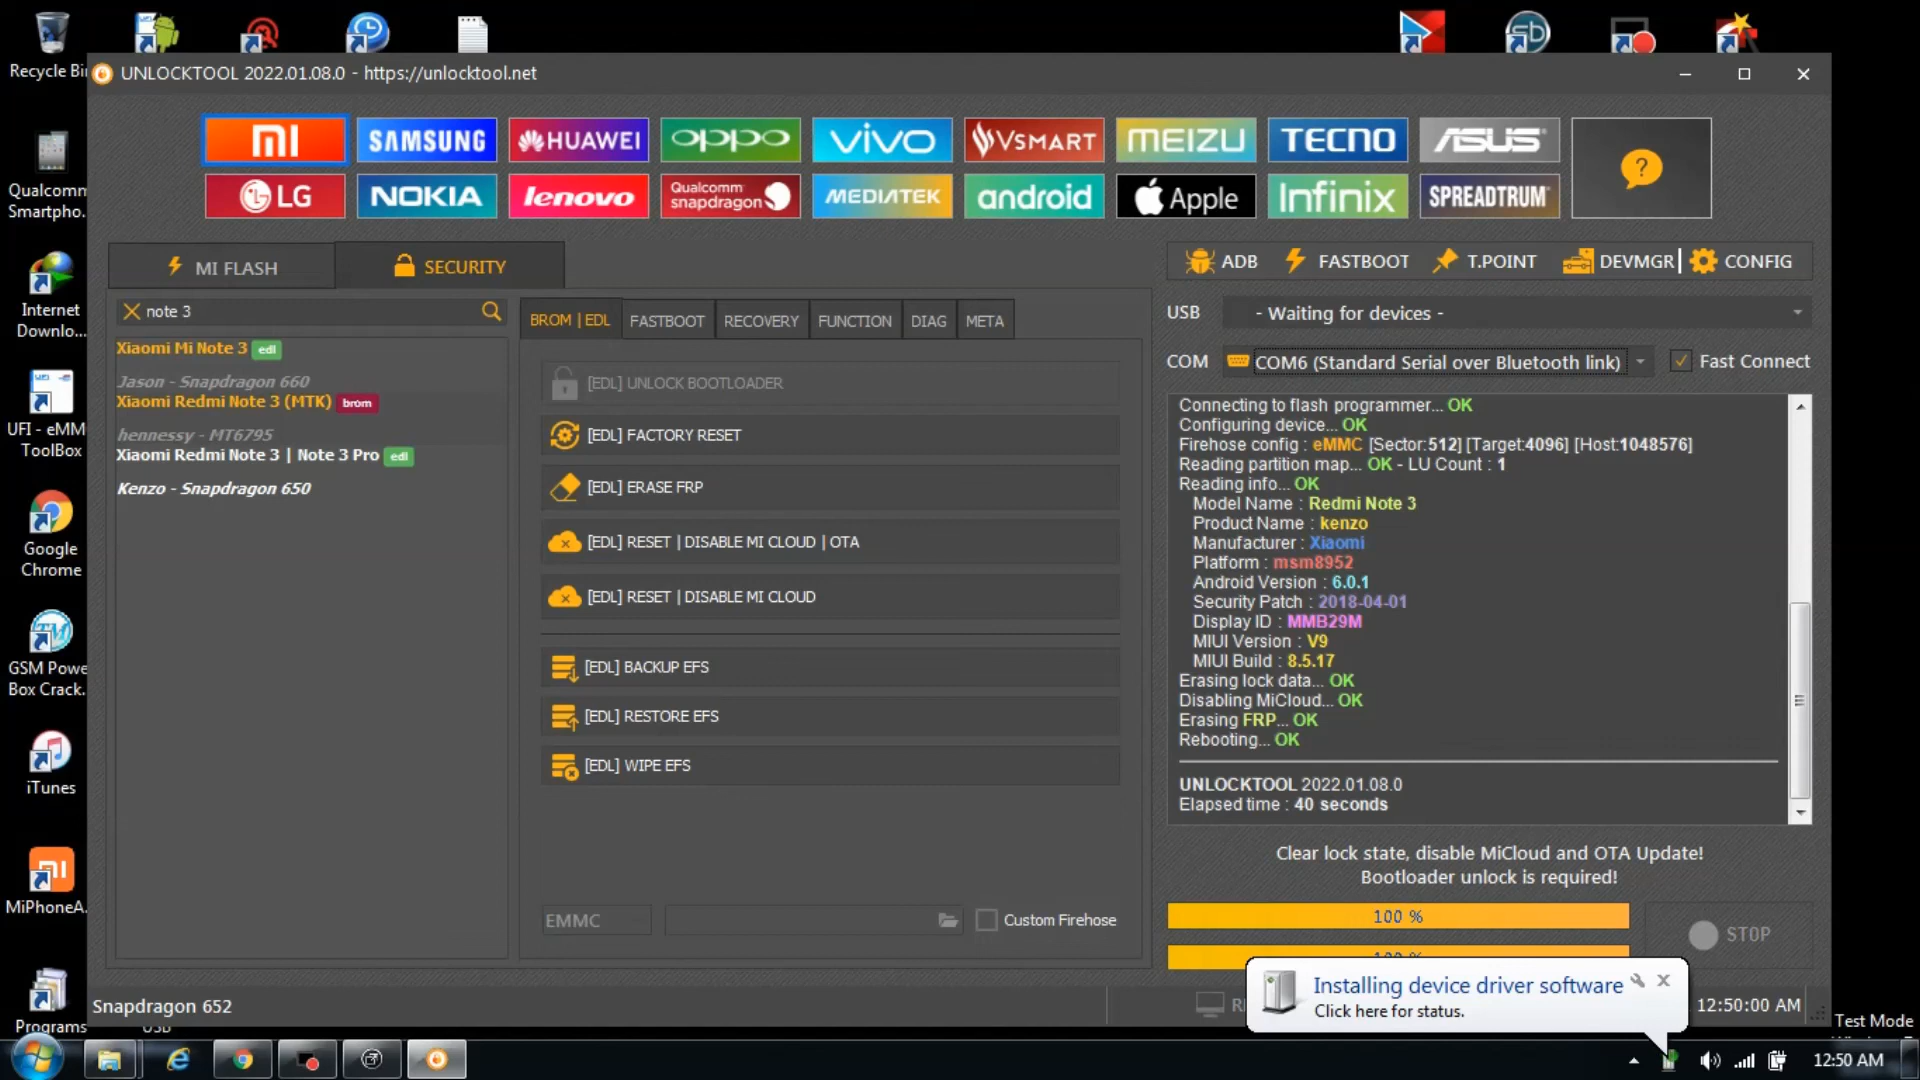 Recycle Bi
Qualcomm
Smartpho...
Internet
Downlo...
UFI - eMM
ToolBox
Google
Chrome
GSM Powe
Box Crack...
iTunes
MiPhoneA...
Programs
USB
UNLOCKTOOL 2022.01.08.0 - https://unlocktool.net
SAMSUNG
HUAWEI
oppo
vivo
VSMART
MEIZU
TECNO
ASUS
?
LG
NOKIA
lenovo
Qualcomm
snapdragon
MEDIATEK
android
Apple
Infinix
SPREADTRUM
MI FLASH
SECURITY
note 3
Xiaomi Mi Note 3 edl
Jason - Snapdragon 660
Xiaomi Redmi Note 3 (MTK) brom
hennessy - MT6795
Xiaomi Redmi Note 3 | Note 3 Pro edl
Kenzo - Snapdragon 650
BROM | EDL
FASTBOOT
RECOVERY
FUNCTION
DIAG
META
[EDL] UNLOCK BOOTLOADER
[EDL] FACTORY RESET
[EDL] ERASE FRP
[EDL] RESET | DISABLE MI CLOUD | OTA
[EDL] RESET | DISABLE MI CLOUD
[EDL] BACKUP EFS
[EDL] RESTORE EFS
[EDL] WIPE EFS
EMMC
Custom Firehose
ADB
FASTBOOT
T.POINT
DEVMGR
CONFIG
USB
- Waiting for devices -
COM
COM6 (Standard Serial over Bluetooth link)
Fast Connect
Connecting to flash programmer... OK
Configuring device... OK
Firehose config : eMMC [Sector:512] [Target:4096] [Host:1048576]
Reading partition map... OK - LU Count : 1
Reading info... OK
Model Name : Redmi Note 3
Product Name : kenzo
Manufacturer : Xiaomi
Platform : msm8952
Android Version : 6.0.1
Security Patch : 2018-04-01
Display ID : MMB29M
MIUI Version : V9
MIUI Build : 8.5.17
Erasing lock data... OK
Disabling MiCloud... OK
Erasing FRP... OK
Rebooting... OK
UNLOCKTOOL 2022.01.08.0
Elapsed time : 40 seconds
Clear lock state, disable MiCloud and OTA Update!
Bootloader unlock is required!
100 %
STOP
Installing device driver software
Click here for status.
Snapdragon 652
12:50:00 AM
Test Mode
12:50 AM